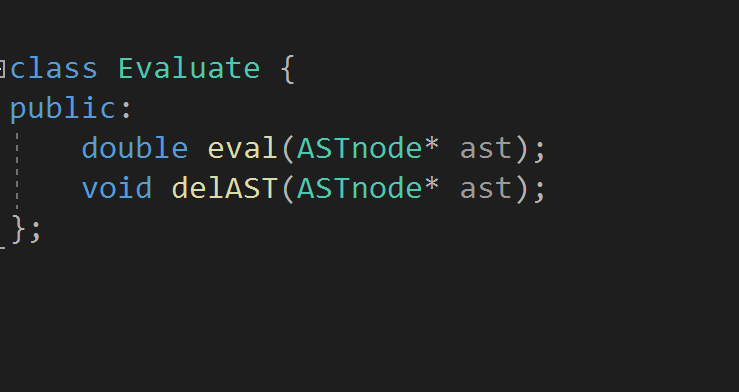 class Evaluate {
public:
    double eval(ASTnode* ast);
    void delAST(ASTnode* ast);
};